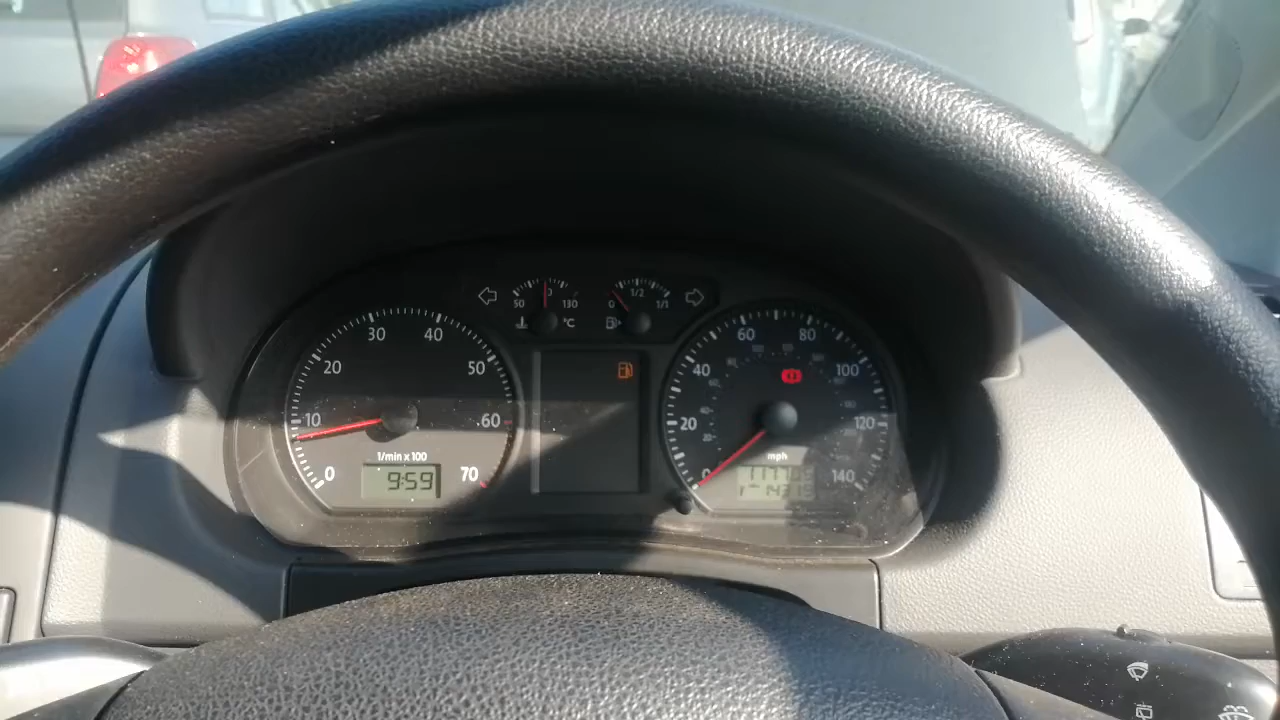 50 130 °C
0 1/2 1/1
0 10 20 30 40 50 60 70
1/min x 100
9:59
0 20 40 60 80 100 120 140
mph